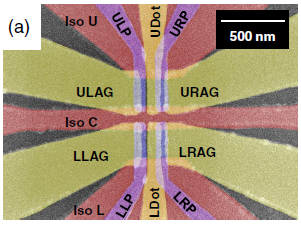 (a)
Iso U
ULP
UDot
URP
500 nm
ULAG
URAG
Iso C
LLAG
LRAG
Iso L
LLP
LDot
LRP